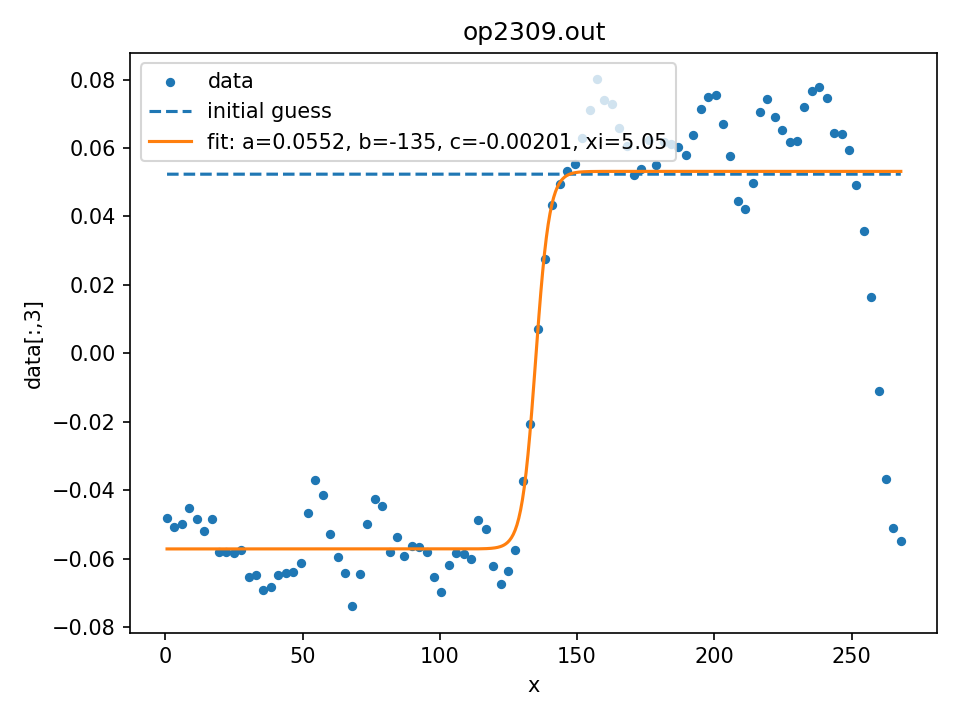 op2309.out
data
initial guess
fit: a=0.0552, b=-135, c=-0.00201, xi=5.05
0.08
0.06
0.04
0.02
0.00
−0.02
−0.04
−0.06
−0.08
data[:,3]
0 50 100 150 200 250
x